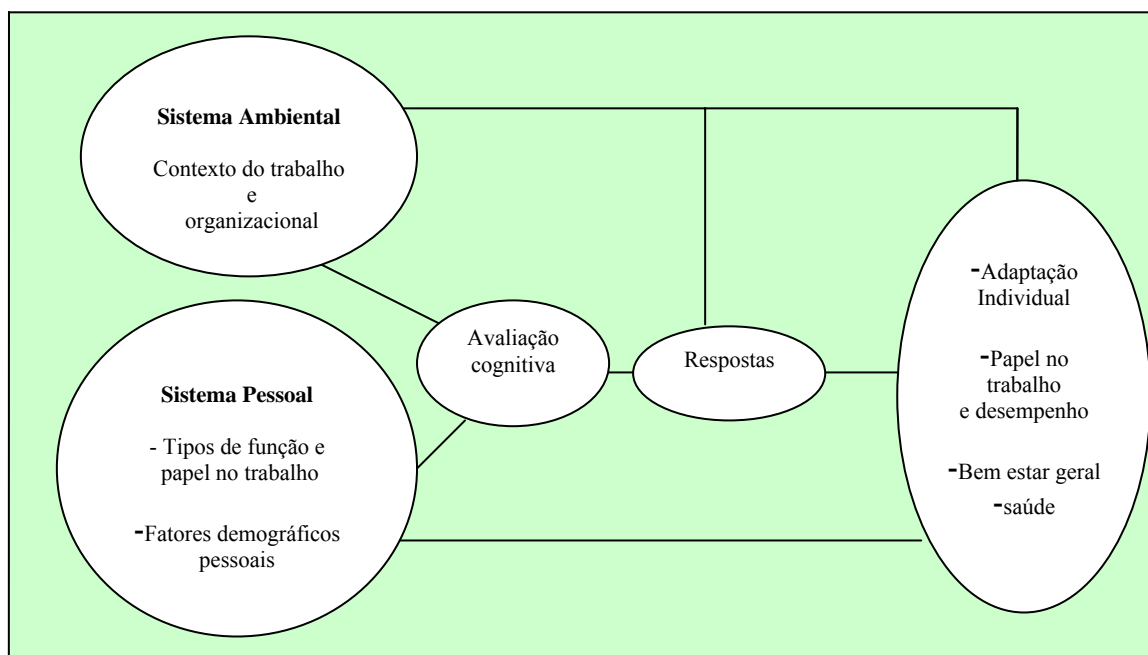 Sistema Ambiental
Contexto do trabalho
e
organizacional
Sistema Pessoal
- Tipos de função e
papel no trabalho
-Fatores demográficos
pessoais
Avaliação
cognitiva
Respostas
-Adaptação
Individual
-Papel no
trabalho
e desempenho
-Bem estar geral
-saúde